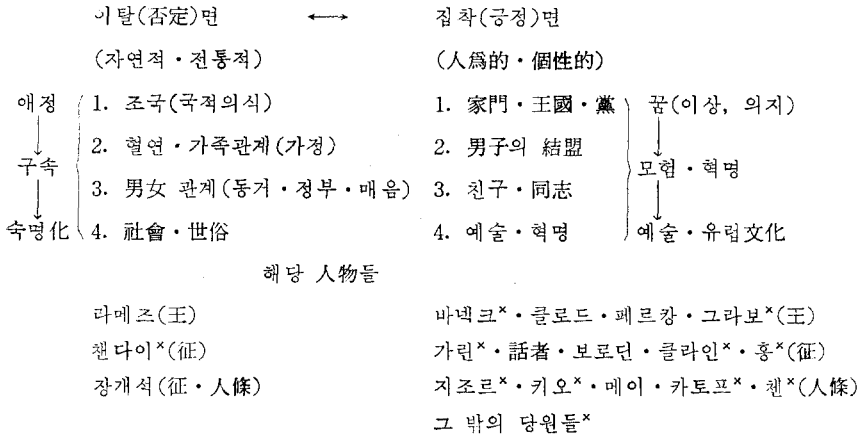 이탈(否定)면 ⟷ 집착(긍정)면
(자연적・전통적) (人爲的・個性的)
애정 1. 조국(국적의식) 1. 家門・王國・黨 꿈(이상, 의지)
↓ 2. 혈연・가족관계(가정) 2. 男子의 結盟 ↓
구속 모험・혁명
↓ 3. 男女 관계(동거・정부・매음) 3. 친구・同志 ↓
숙명化 4. 社會・世俗 4. 예술・혁명 예술・유럽文化
해당 人物들
라메즈(王) 바넥크×・클로드・페르캉・그라보×(王)
챈다이×(征) 가린×・話者・보로딘・클라인×・홍×(征)
장개석(征・人條) 지조르×・키오×・메이・카토프×・첸×(人條)
그 밖의 당원들×